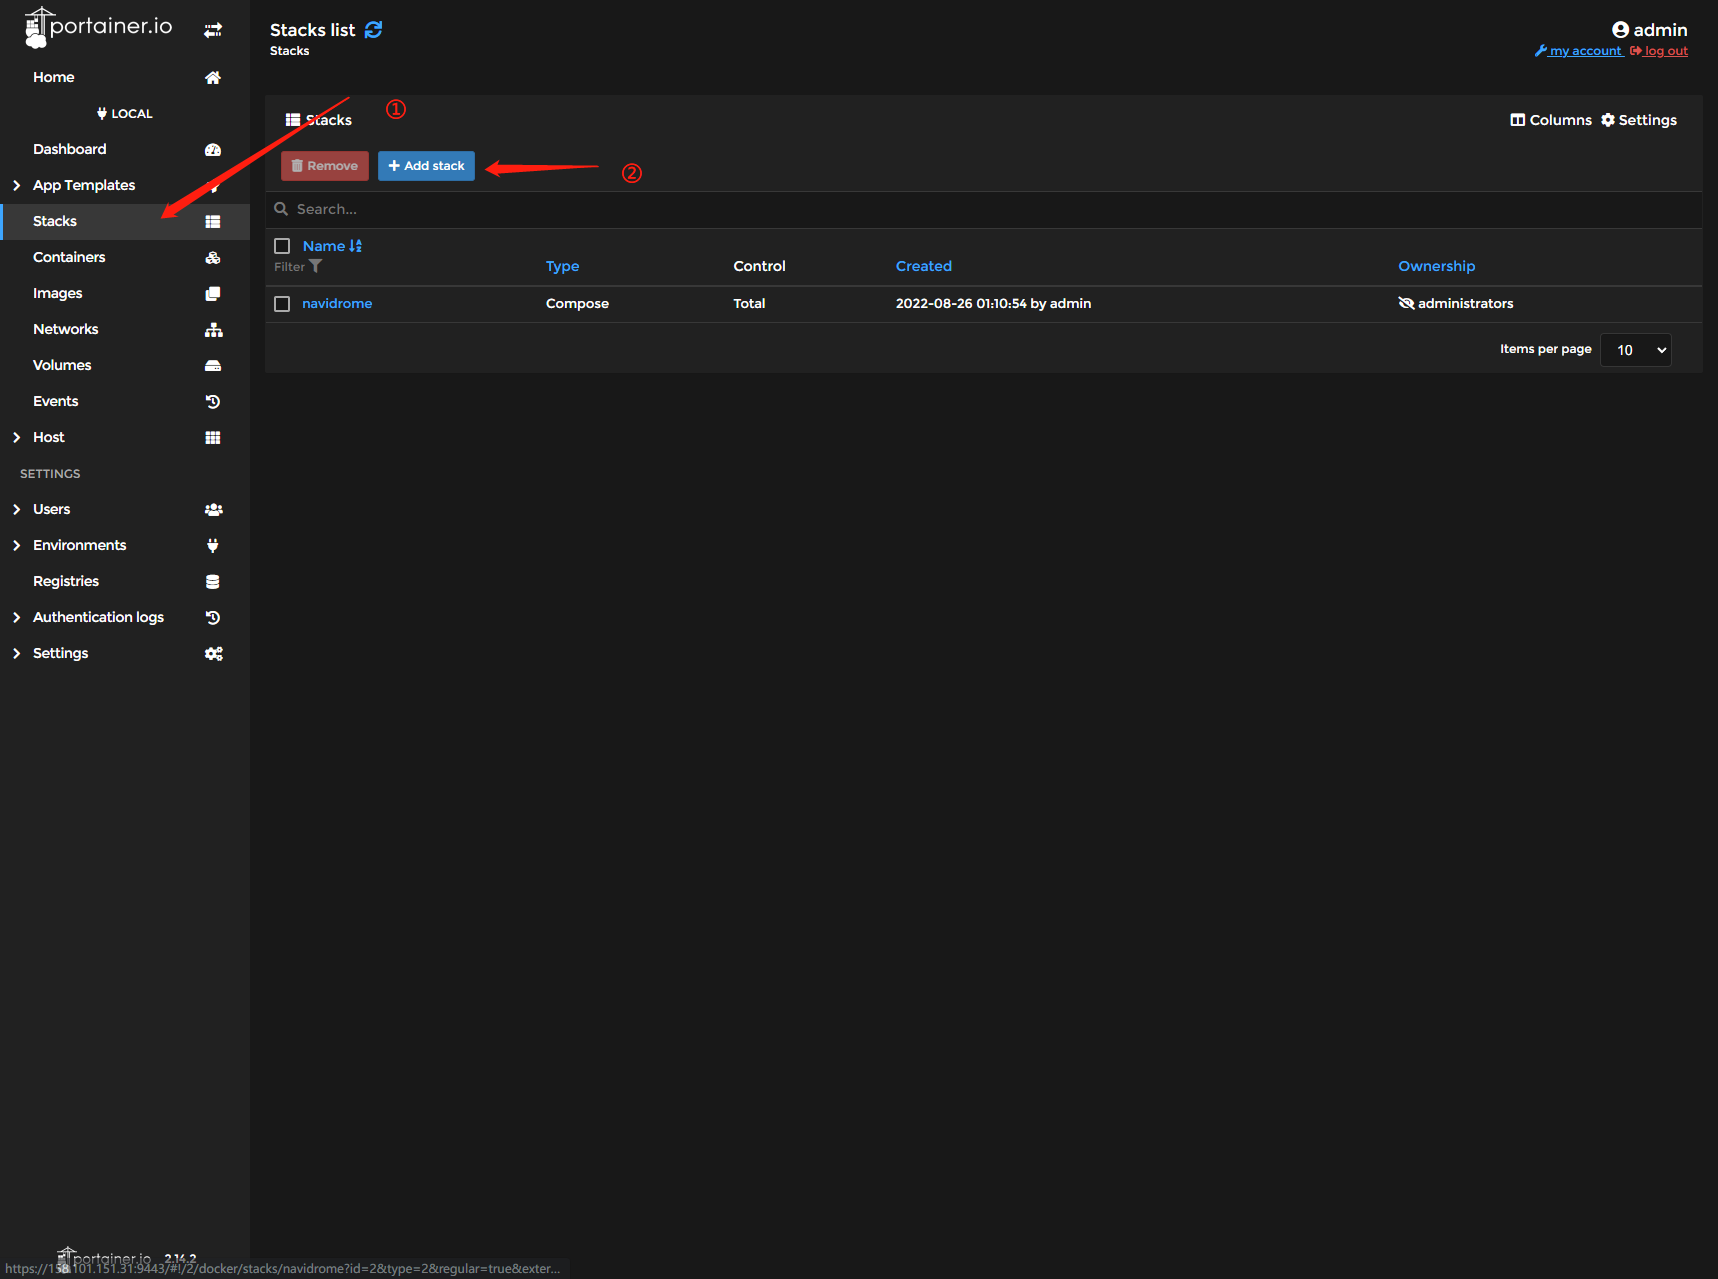 portainer.io
Home
LOCAL
Dashboard
App Templates
Stacks
Containers
Images
Networks
Volumes
Events
Host
SETTINGS
Users
Environments
Registries
Authentication logs
Settings
portainer.io 2.14.2
Stacks list
Stacks
admin
my account log out
①
Stacks
Columns Settings
Remove Add stack
②
Search...
Name
Filter
Type Control Created Ownership
navidrome Compose Total 2022-08-26 01:10:54 by admin administrators
Items per page 10
https://158.101.151.31:9443/#!/2/docker/stacks/navidrome?id=2&type=2&regular=true&exter...